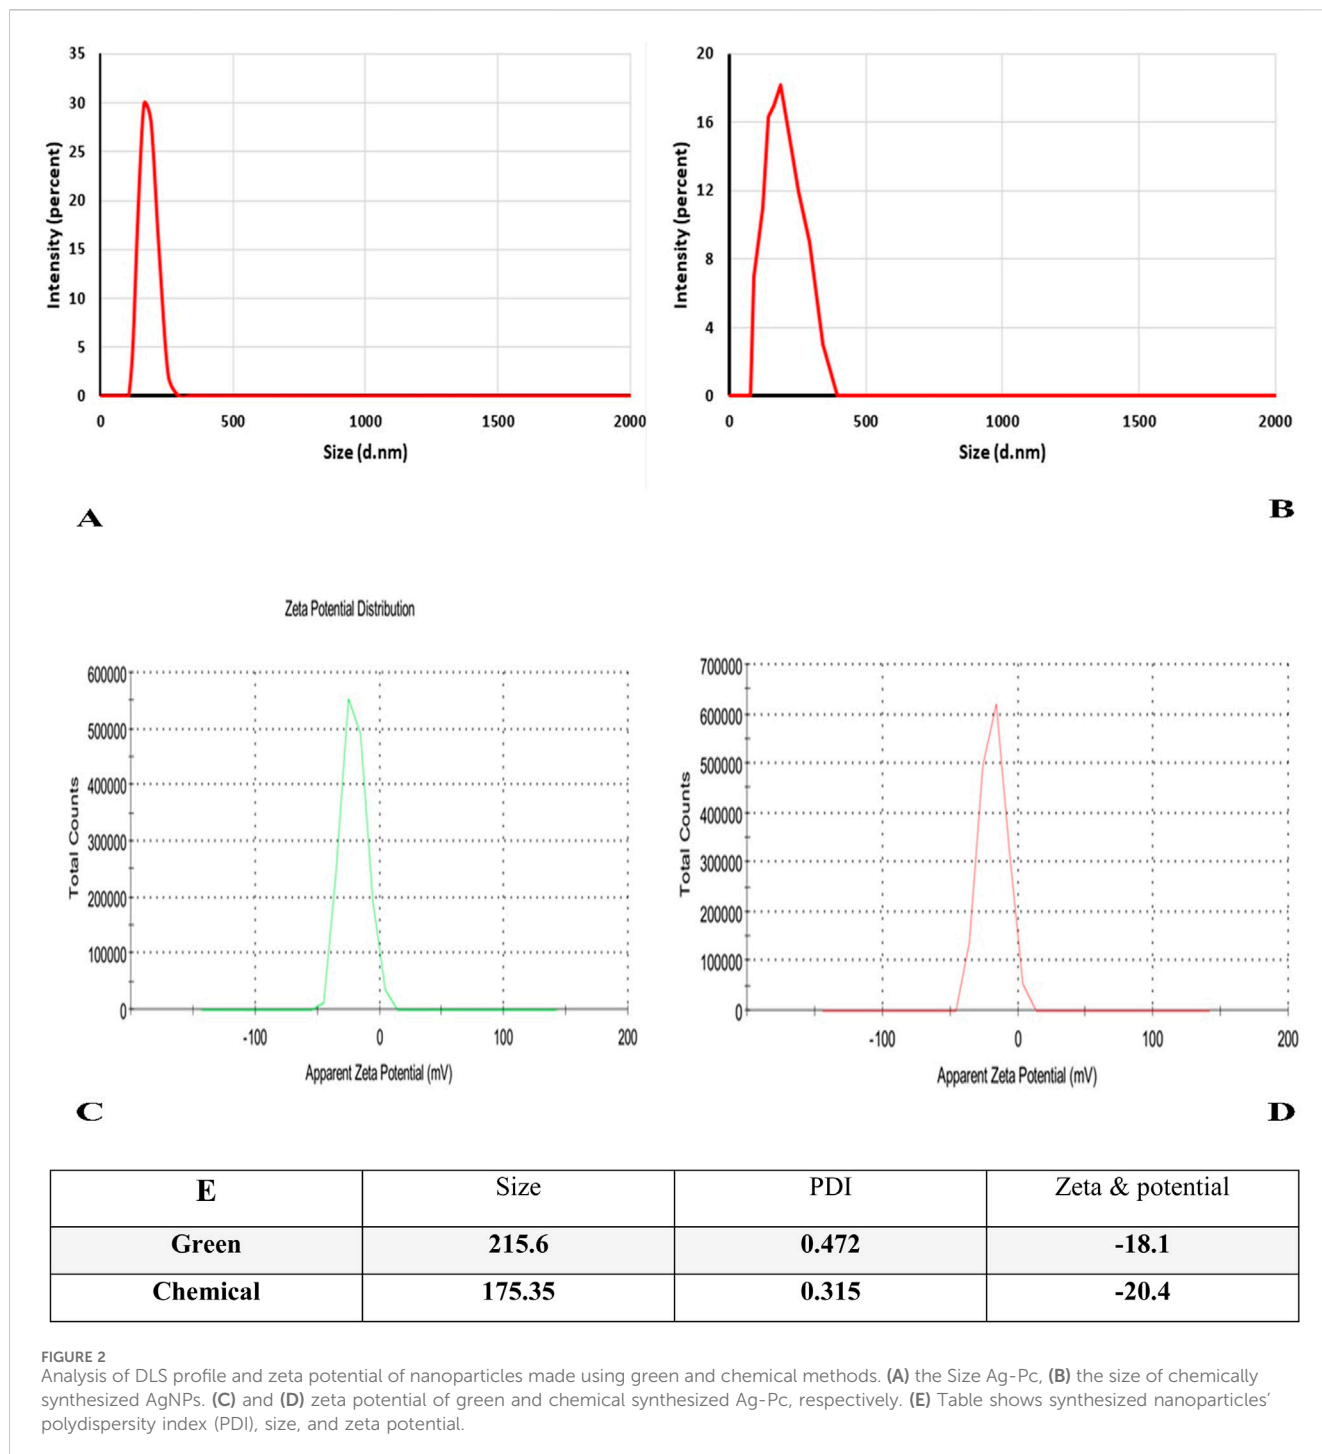 35
30
25
20
15
10
5
0
Intensity (percent)
0 500 1000 1500 2000
Size (d.nm)
A
20
16
12
8
4
0
Intensity (percent)
0 500 1000 1500 2000
Size (d.nm)
B
Zeta Potential Distribution
600000
500000
400000
300000
200000
100000
0
Total Counts
-100 0 100 200
Apparent Zeta Potential (mV)
C
700000
600000
500000
400000
300000
200000
100000
0
Total Counts
-100 0 100 200
Apparent Zeta Potential (mV)
D
E Size PDI Zeta & potential
Green 215.6 0.472 -18.1
Chemical 175.35 0.315 -20.4
FIGURE 2
Analysis of DLS profile and zeta potential of nanoparticles made using green and chemical methods. (A) the Size Ag-Pc, (B) the size of chemically
synthesized AgNPs. (C) and (D) zeta potential of green and chemical synthesized Ag-Pc, respectively. (E) Table shows synthesized nanoparticles'
polydispersity index (PDI), size, and zeta potential.